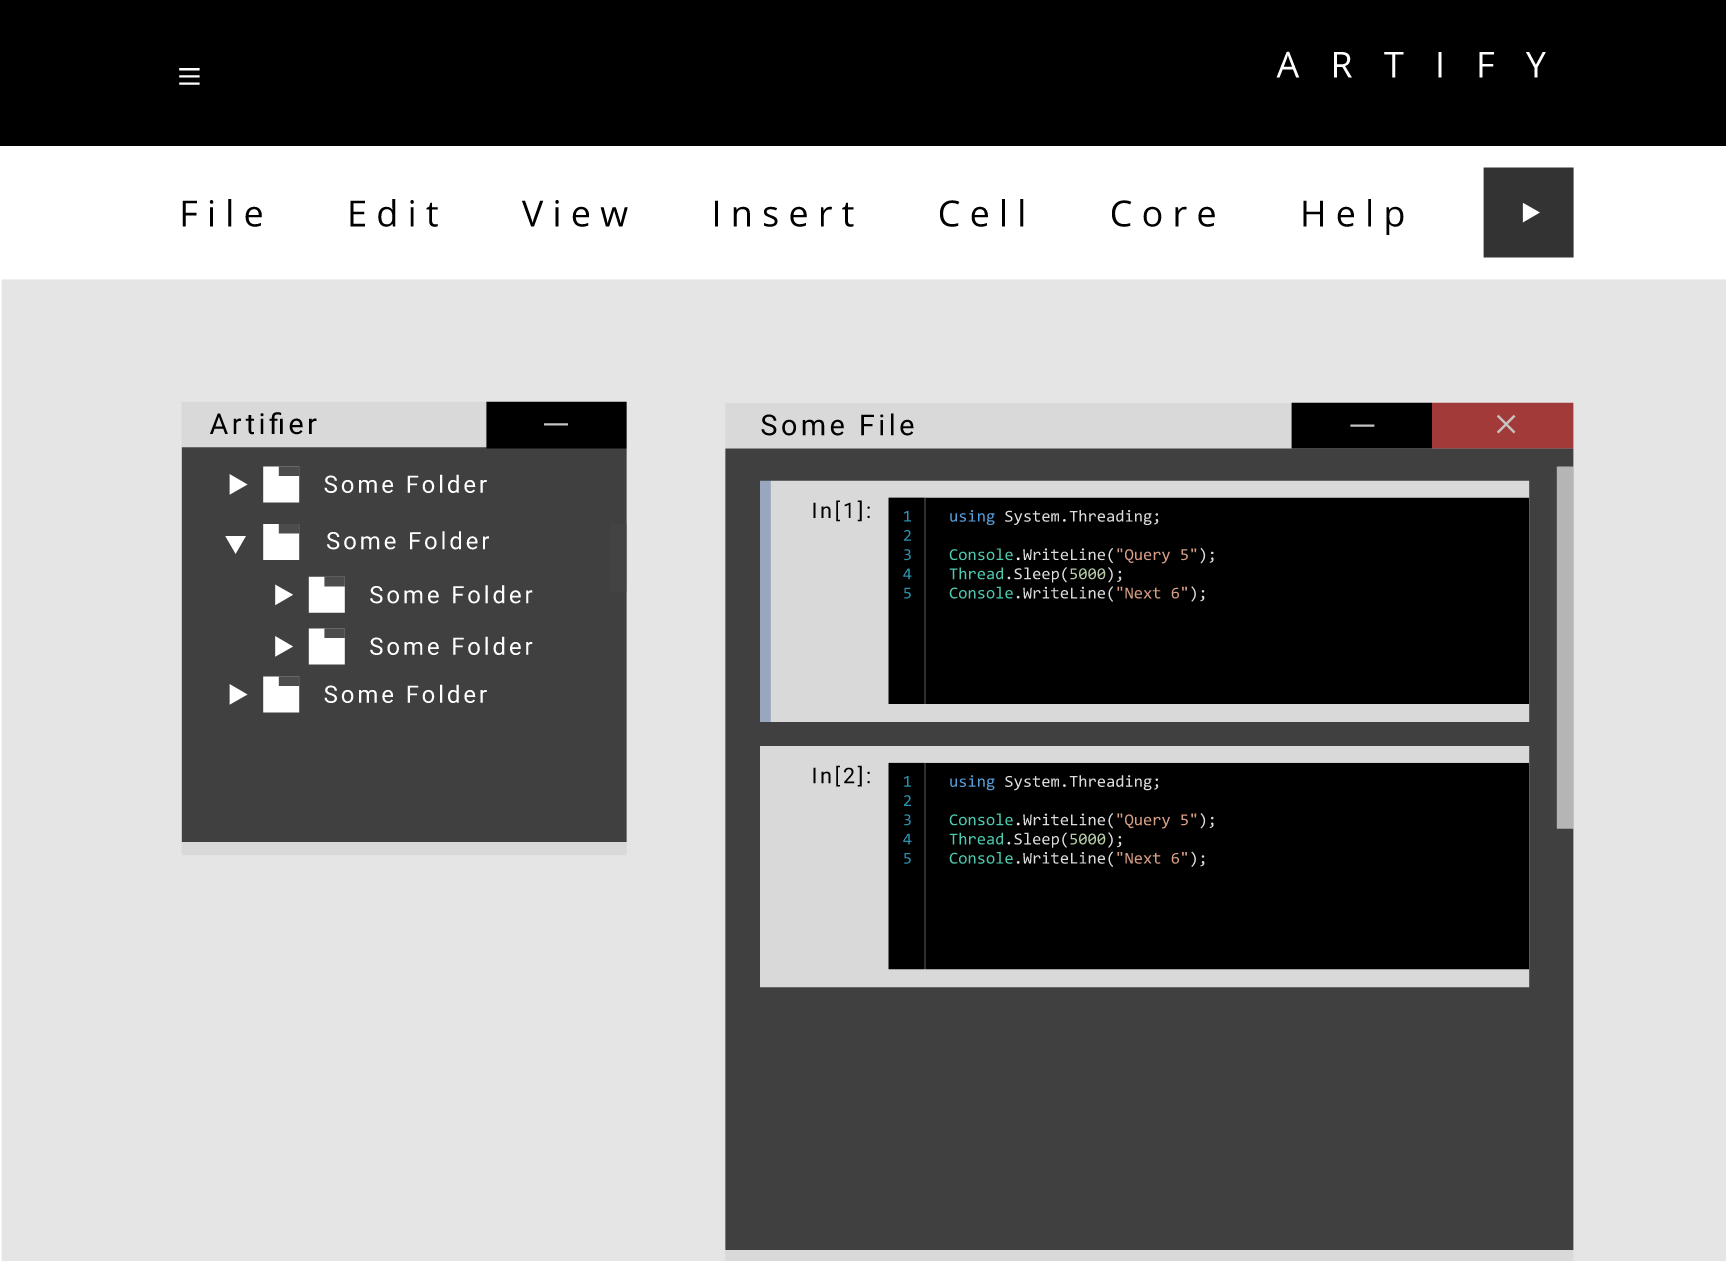 ARTIFY
File Edit View Insert Cell Core Help
Artifier
Some Folder
Some Folder
Some Folder
Some Folder
Some Folder
Some File
In[1]:
1 using System.Threading;
2
3 Console.WriteLine("Query 5");
4 Thread.Sleep(5000);
5 Console.WriteLine("Next 6");
In[2]:
1 using System.Threading;
2
3 Console.WriteLine("Query 5");
4 Thread.Sleep(5000);
5 Console.WriteLine("Next 6");